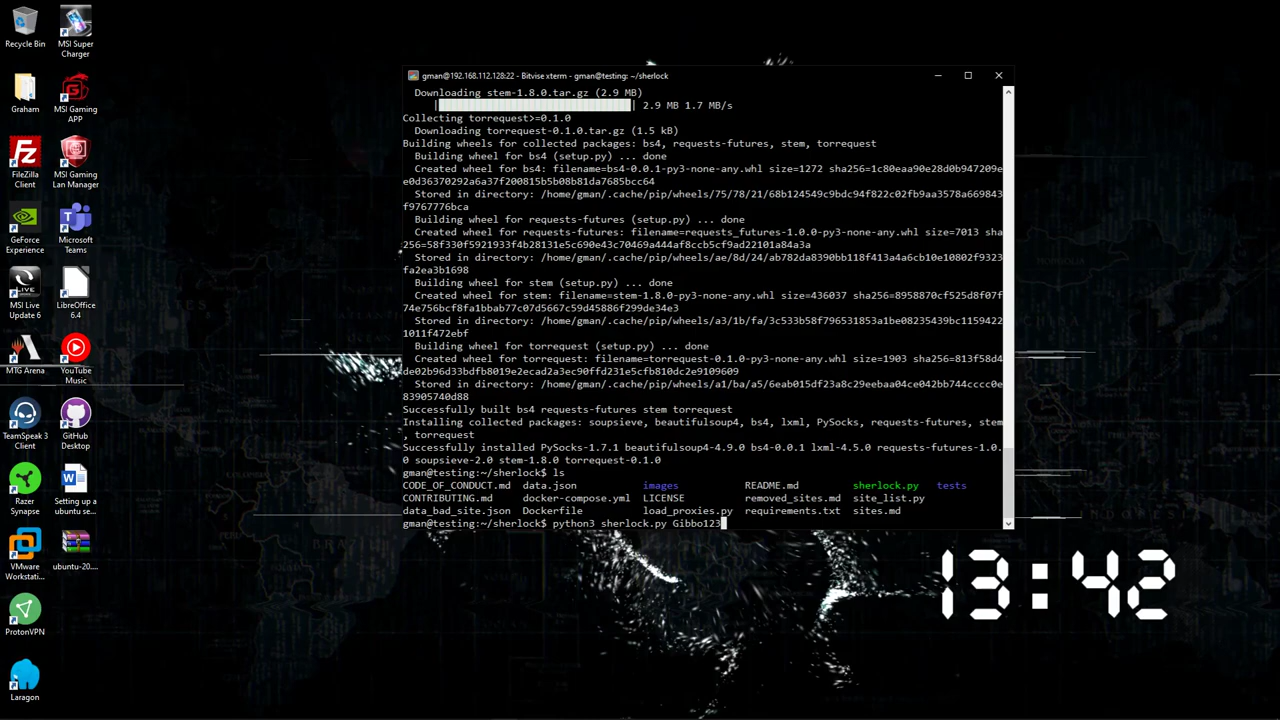 Recycle Bin
MSI Super
Charger
Graham
MSI Gaming
APP
FileZilla
Client
MSI Gaming
Lan Manager
GeForce
Experience
Microsoft
Teams
MSI Live
Update 6
LibreOffice
6.4
MTG Arena
YouTube
Music
TeamSpeak 3
Client
GitHub
Desktop
Razer
Synapse
Setting up a
ubuntu se...
VMware
Workstati...
ubuntu-20....
ProtonVPN
Laragon
gman@192.168.112.128:22 - Bitvise xterm - gman@testing: ~/sherlock
Downloading stem-1.8.0.tar.gz (2.9 MB)
2.9 MB 1.7 MB/s
Collecting torrequest>=0.1.0
Downloading torrequest-0.1.0.tar.gz (1.5 kB)
Building wheels for collected packages: bs4, requests-futures, stem, torrequest
Building wheel for bs4 (setup.py) ... done
Created wheel for bs4: filename=bs4-0.0.1-py3-none-any.whl size=1272 sha256=1c80eaa90e28d0b947209e
e0d36370292a6a37f200815b5b08b81da7685bcc64
Stored in directory: /home/gman/.cache/pip/wheels/75/78/21/68b124549c9bdc94f822c02fb9aa3578a669843
f9767776bca
Building wheel for requests-futures (setup.py) ... done
Created wheel for requests-futures: filename=requests_futures-1.0.0-py3-none-any.whl size=7013 sha
256=58f330f5921933f4b28131e5c690e43c70469a444af8ccb5cf9ad22101a84a3a
Stored in directory: /home/gman/.cache/pip/wheels/ae/8d/24/ab782da8390bb118f413a4a6cb10e10802f9323
fa2ea3b1698
Building wheel for stem (setup.py) ... done
Created wheel for stem: filename=stem-1.8.0-py3-none-any.whl size=436037 sha256=8958870cf525d8f07f
74e756bcf8fa1bbab77c07d5667c59d45886f299de34e3
Stored in directory: /home/gman/.cache/pip/wheels/a3/1b/fa/3c533b58f796531853a1be08235439bc1159422
1011f472ebf
Building wheel for torrequest (setup.py) ... done
Created wheel for torrequest: filename=torrequest-0.1.0-py3-none-any.whl size=1903 sha256=813f58d4
de02b96d33bdfb8019e2ecad2a3ec90ffd231e5cfb810dc2e9109609
Stored in directory: /home/gman/.cache/pip/wheels/a1/ba/a5/6eab015df23a8c29eebaa04ce042bb744cccc0e
83905740d88
Successfully built bs4 requests-futures stem torrequest
Installing collected packages: soupsieve, beautifulsoup4, bs4, lxml, PySocks, requests-futures, stem
, torrequest
Successfully installed PySocks-1.7.1 beautifulsoup4-4.9.0 bs4-0.0.1 lxml-4.5.0 requests-futures-1.0.
0 soupsieve-2.0 stem-1.8.0 torrequest-0.1.0
gman@testing:~/sherlock$ ls
CODE_OF_CONDUCT.md data.json images README.md sherlock.py tests
CONTRIBUTING.md docker-compose.yml LICENSE removed_sites.md site_list.py
data_bad_site.json Dockerfile load_proxies.py requirements.txt sites.md
gman@testing:~/sherlock$ python3 sherlock.py Gibbo123
13:42